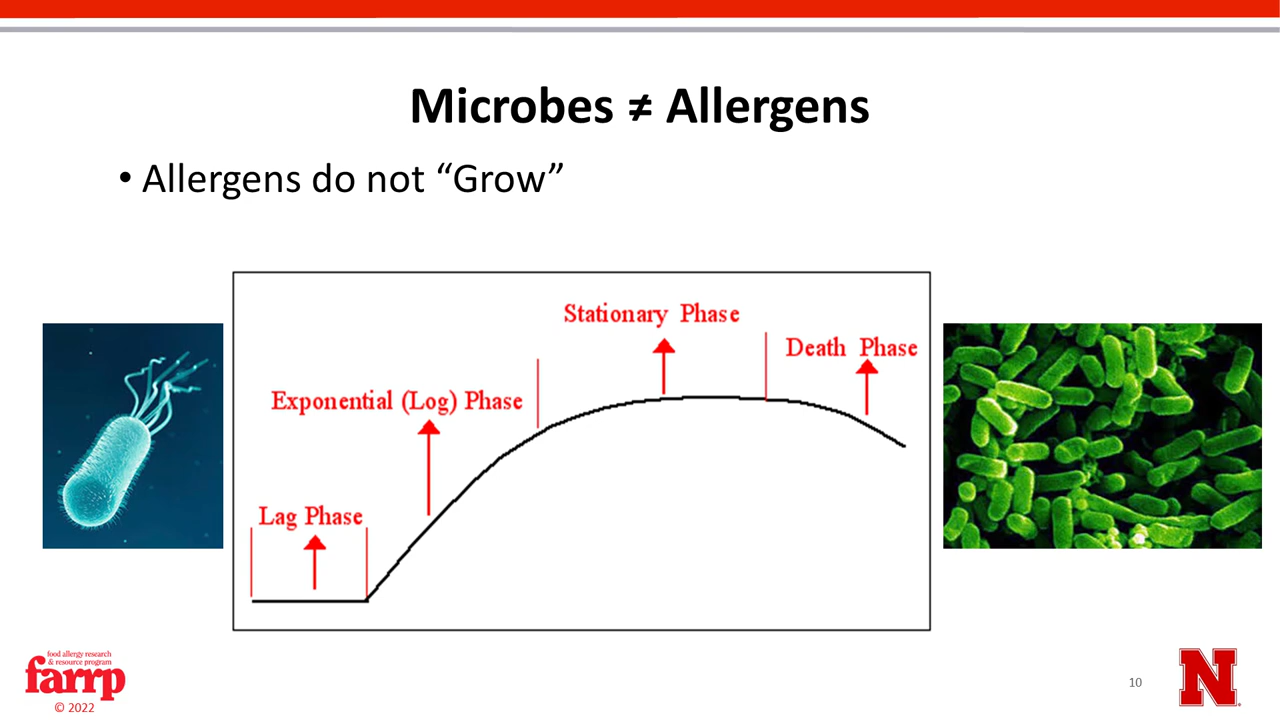 Microbes ≠ Allergens
• Allergens do not “Grow”
Stationary Phase
Death Phase
Exponential (Log) Phase
Lag Phase
food allergy research
& resource program
farrp
© 2022
10
N